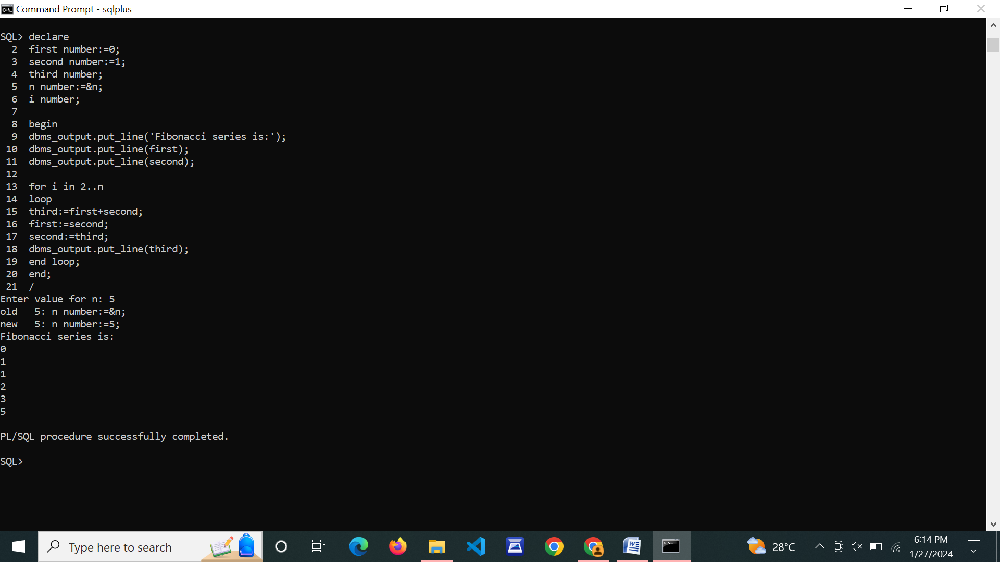 Command Prompt - sqlplus
SQL> declare
  2  first number:=0;
  3  second number:=1;
  4  third number;
  5  n number:=&n;
  6  i number;
  7
  8  begin
  9  dbms_output.put_line('Fibonacci series is:');
 10  dbms_output.put_line(first);
 11  dbms_output.put_line(second);
 12
 13  for i in 2..n
 14  loop
 15  third:=first+second;
 16  first:=second;
 17  second:=third;
 18  dbms_output.put_line(third);
 19  end loop;
 20  end;
 21  /
Enter value for n: 5
old   5: n number:=&n;
new   5: n number:=5;
Fibonacci series is:
0
1
1
2
3
5
PL/SQL procedure successfully completed.
SQL>
Type here to search
28°C
6:14 PM
1/27/2024